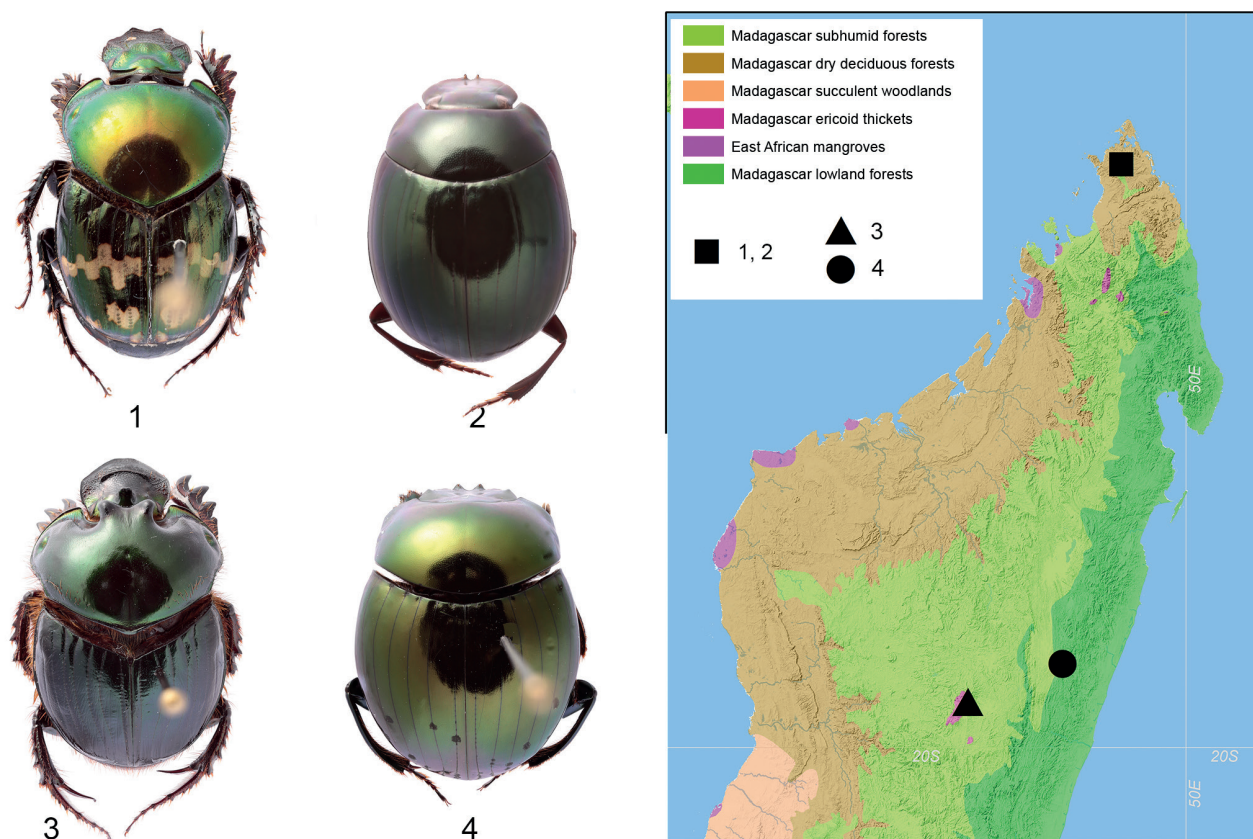 1
2
3
4
Madagascar subhumid forests
Madagascar dry deciduous forests
Madagascar succulent woodlands
Madagascar ericoid thickets
East African mangroves
Madagascar lowland forests
1, 2
3
4
50E
20S
20S
50E